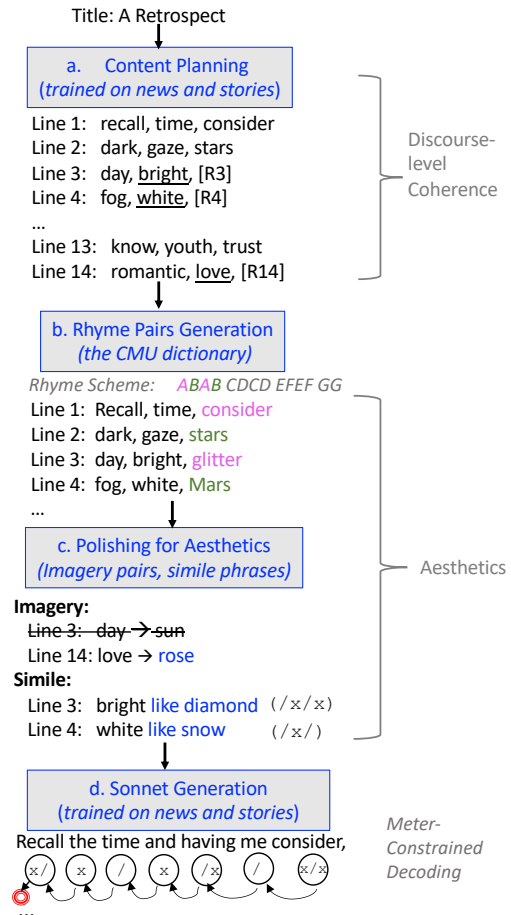 Title: A Retrospect
a. Content Planning
(trained on news and stories)
Line 1: recall, time, consider
Line 2: dark, gaze, stars
Line 3: day, bright, [R3]
Line 4: fog, white, [R4]
...
Line 13: know, youth, trust
Line 14: romantic, love, [R14]
Discourse-
level
Coherence
b. Rhyme Pairs Generation
(the CMU dictionary)
Rhyme Scheme: ABAB CDCD EFEF GG
Line 1: Recall, time, consider
Line 2: dark, gaze, stars
Line 3: day, bright, glitter
Line 4: fog, white, Mars
...
c. Polishing for Aesthetics
(Imagery pairs, simile phrases)
Aesthetics
Imagery:
Line 3: day → sun
Line 14: love → rose
Simile:
Line 3: bright like diamond (/x/x)
Line 4: white like snow (/x/)
d. Sonnet Generation
(trained on news and stories)
Recall the time and having me consider,
x/ x / x /x / x/x
Meter-
Constrained
Decoding
...